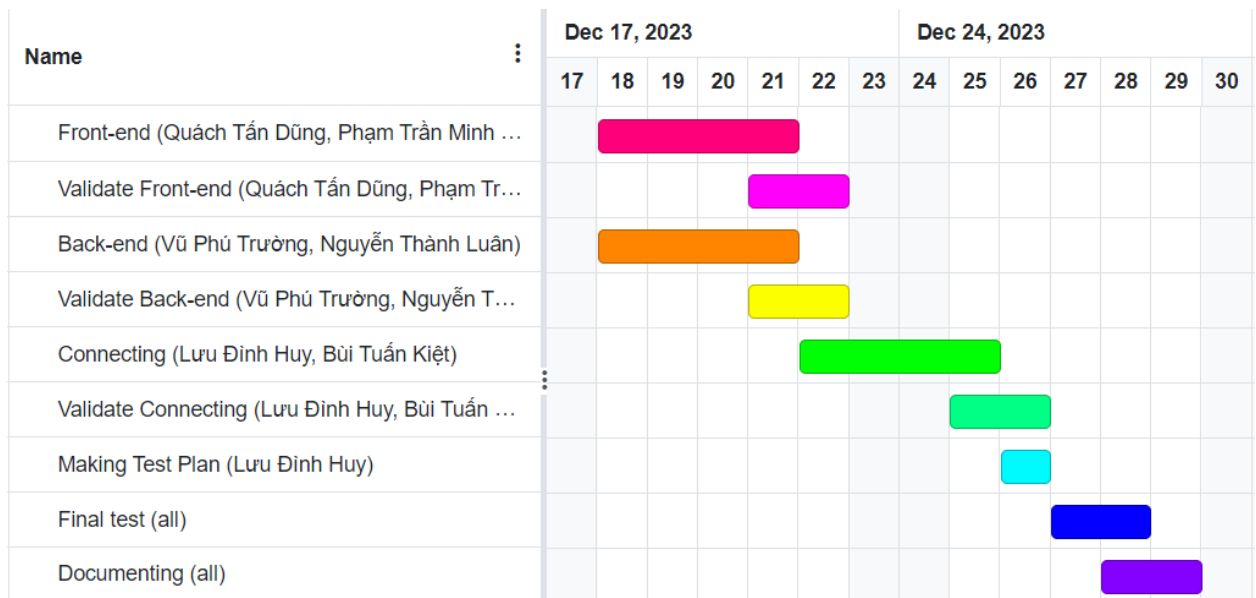 Name
Dec 17, 2023 Dec 24, 2023
17 18 19 20 21 22 23 24 25 26 27 28 29 30
Front-end (Quách Tấn Dũng, Phạm Trần Minh ...
Validate Front-end (Quách Tấn Dũng, Phạm Tr...
Back-end (Vũ Phú Trường, Nguyễn Thành Luân)
Validate Back-end (Vũ Phú Trường, Nguyễn T...
Connecting (Lưu Đình Huy, Bùi Tuấn Kiệt)
Validate Connecting (Lưu Đình Huy, Bùi Tuấn ...
Making Test Plan (Lưu Đình Huy)
Final test (all)
Documenting (all)